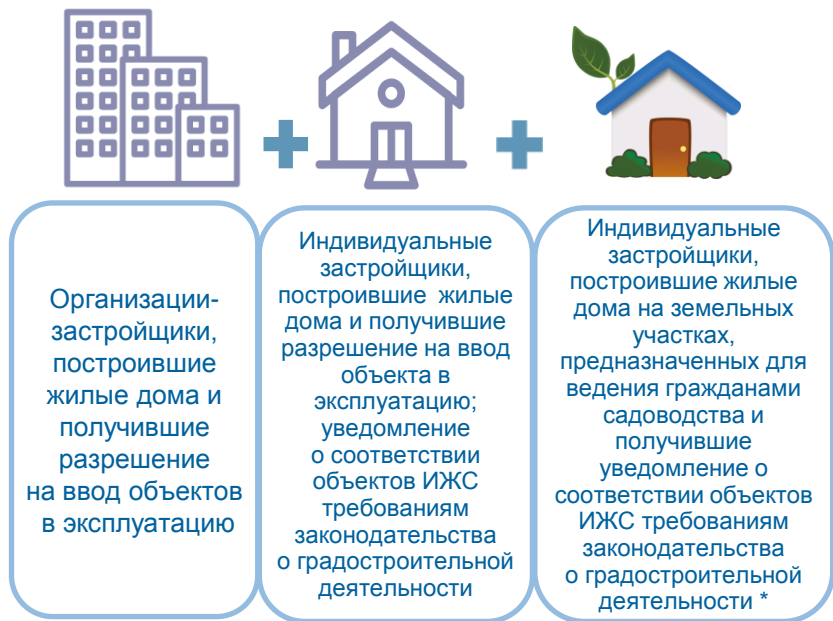 Организации-
застройщики,
построившие
жилые дома и
получившие
разрешение
на ввод объектов
в эксплуатацию
Индивидуальные
застройщики,
построившие жилые
дома и получившие
разрешение на ввод
объекта в
эксплуатацию;
уведомление
о соответствии
объектов ИЖС
требованиям
законодательства
о градостроительной
деятельности
Индивидуальные
застройщики,
построившие жилые
дома на земельных
участках,
предназначенных для
ведения гражданами
садоводства и
получившие
уведомление о
соответствии объектов
ИЖС требованиям
законодательства
о градостроительной
деятельности *